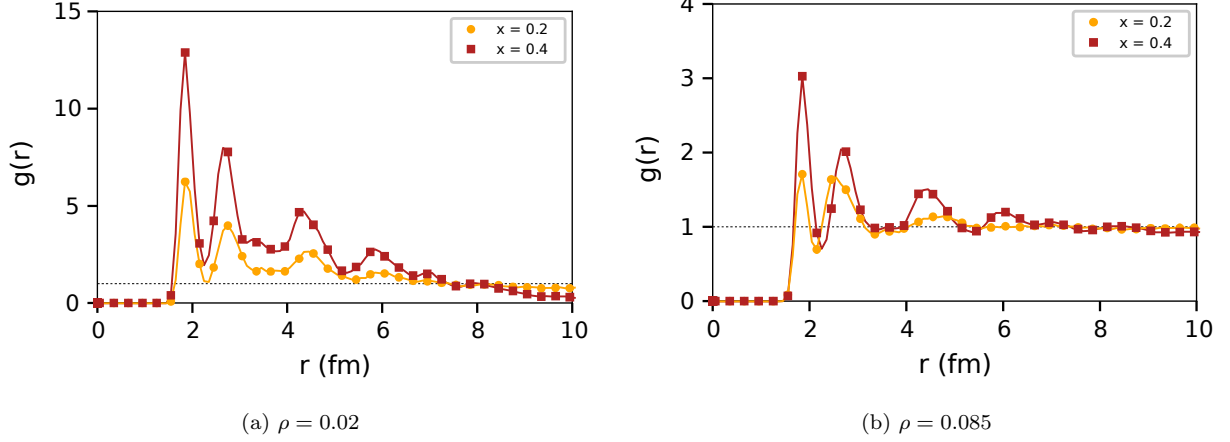 15
10
5
0
g(r)
x = 0.2
x = 0.4
0 2 4 6 8 10
r (fm)
(a) ρ = 0.02
4
3
2
1
0
g(r)
x = 0.2
x = 0.4
0 2 4 6 8 10
r (fm)
(b) ρ = 0.085